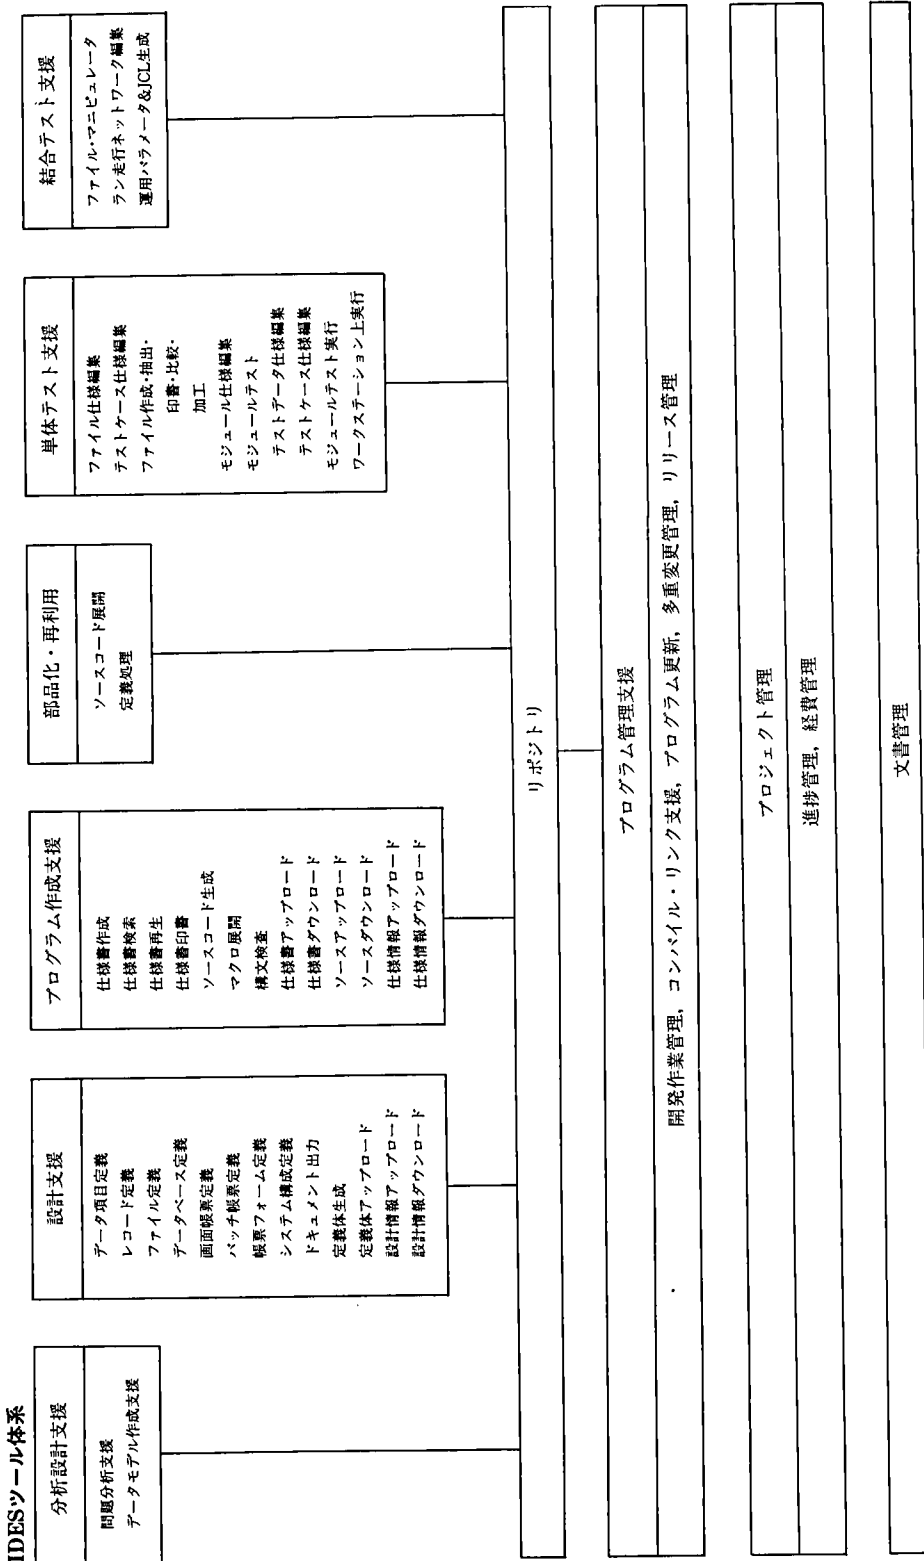 IDESツール体系
分析設計支援
問題分析支援
データモデル作成支援
設計支援
データ項目定義
レコード定義
ファイル定義
データベース定義
画面帳票定義
バッチ帳票定義
帳票フォーム定義
システム構成定義
ドキュメント出力
定義体生成
定義体アップロード
設計情報アップロード
設計情報ダウンロード
プログラム作成支援
仕様書作成
仕様書検索
仕様書再生
仕様書印書
ソースコード生成
マクロ展開
構文検査
仕様書アップロード
仕様書ダウンロード
ソースアップロード
ソースダウンロード
仕様情報アップロード
仕様情報ダウンロード
部品化・再利用
ソースコード展開
定義処理
単体テスト支援
ファイル仕様編集
テストケース仕様編集
ファイル作成・抽出・
印書・比較・
加工
モジュール仕様編集
モジュールテスト
テストデータ仕様編集
テストケース仕様編集
モジュールテスト実行
ワークステーション上実行
結合テスト支援
ファイル・マニピュレータ
ラン走行ネットワーク編集
運用パラメータ&JCL生成
リポジトリ
プログラム管理支援
開発作業管理, コンパイル・リンク支援, プログラム更新, 多重変更管理, リリース管理
プロジェクト管理
進捗管理, 経費管理
文書管理